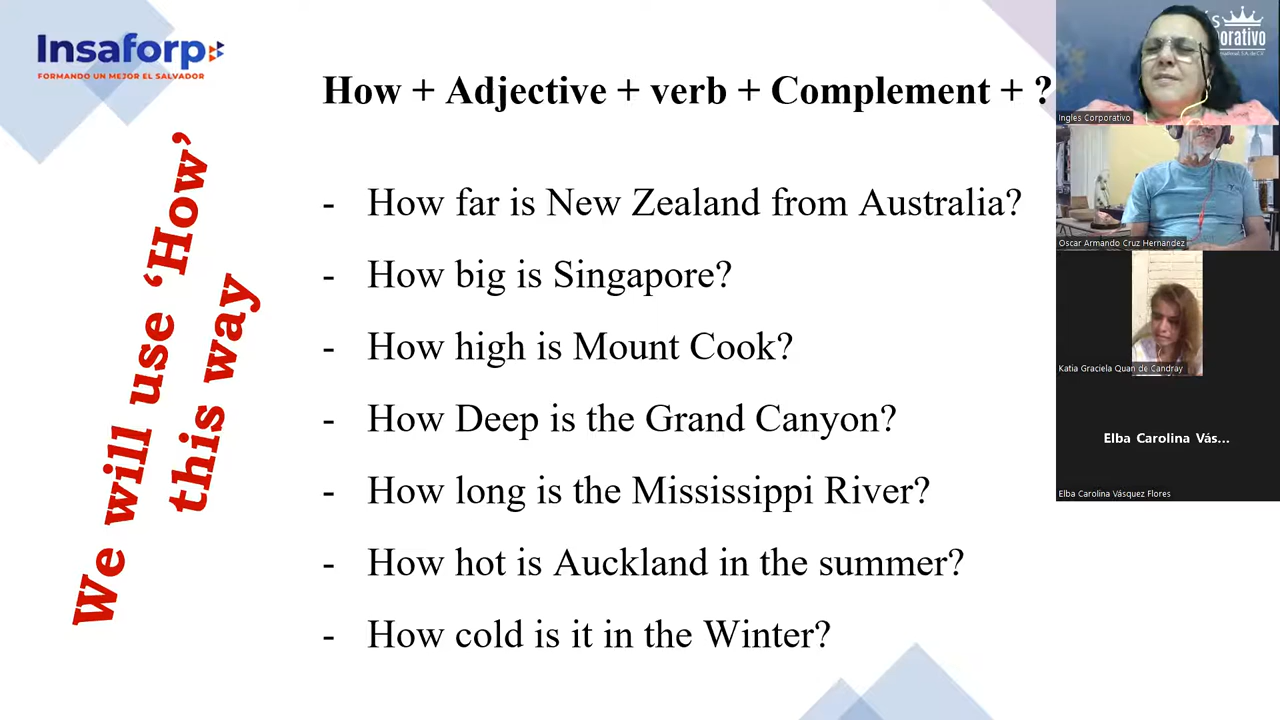 Insaforp
FORMANDO UN MEJOR EL SALVADOR
How + Adjective + verb + Complement + ?
We will use ‘How’
this way
- How far is New Zealand from Australia?
- How big is Singapore?
- How high is Mount Cook?
- How Deep is the Grand Canyon?
- How long is the Mississippi River?
- How hot is Auckland in the summer?
- How cold is it in the Winter?
Ingles Corporativo
Oscar Armando Cruz Hernandez
Katia Graciela Quan de Candray
Elba Carolina Vás...
Elba Carolina Vásquez Flores